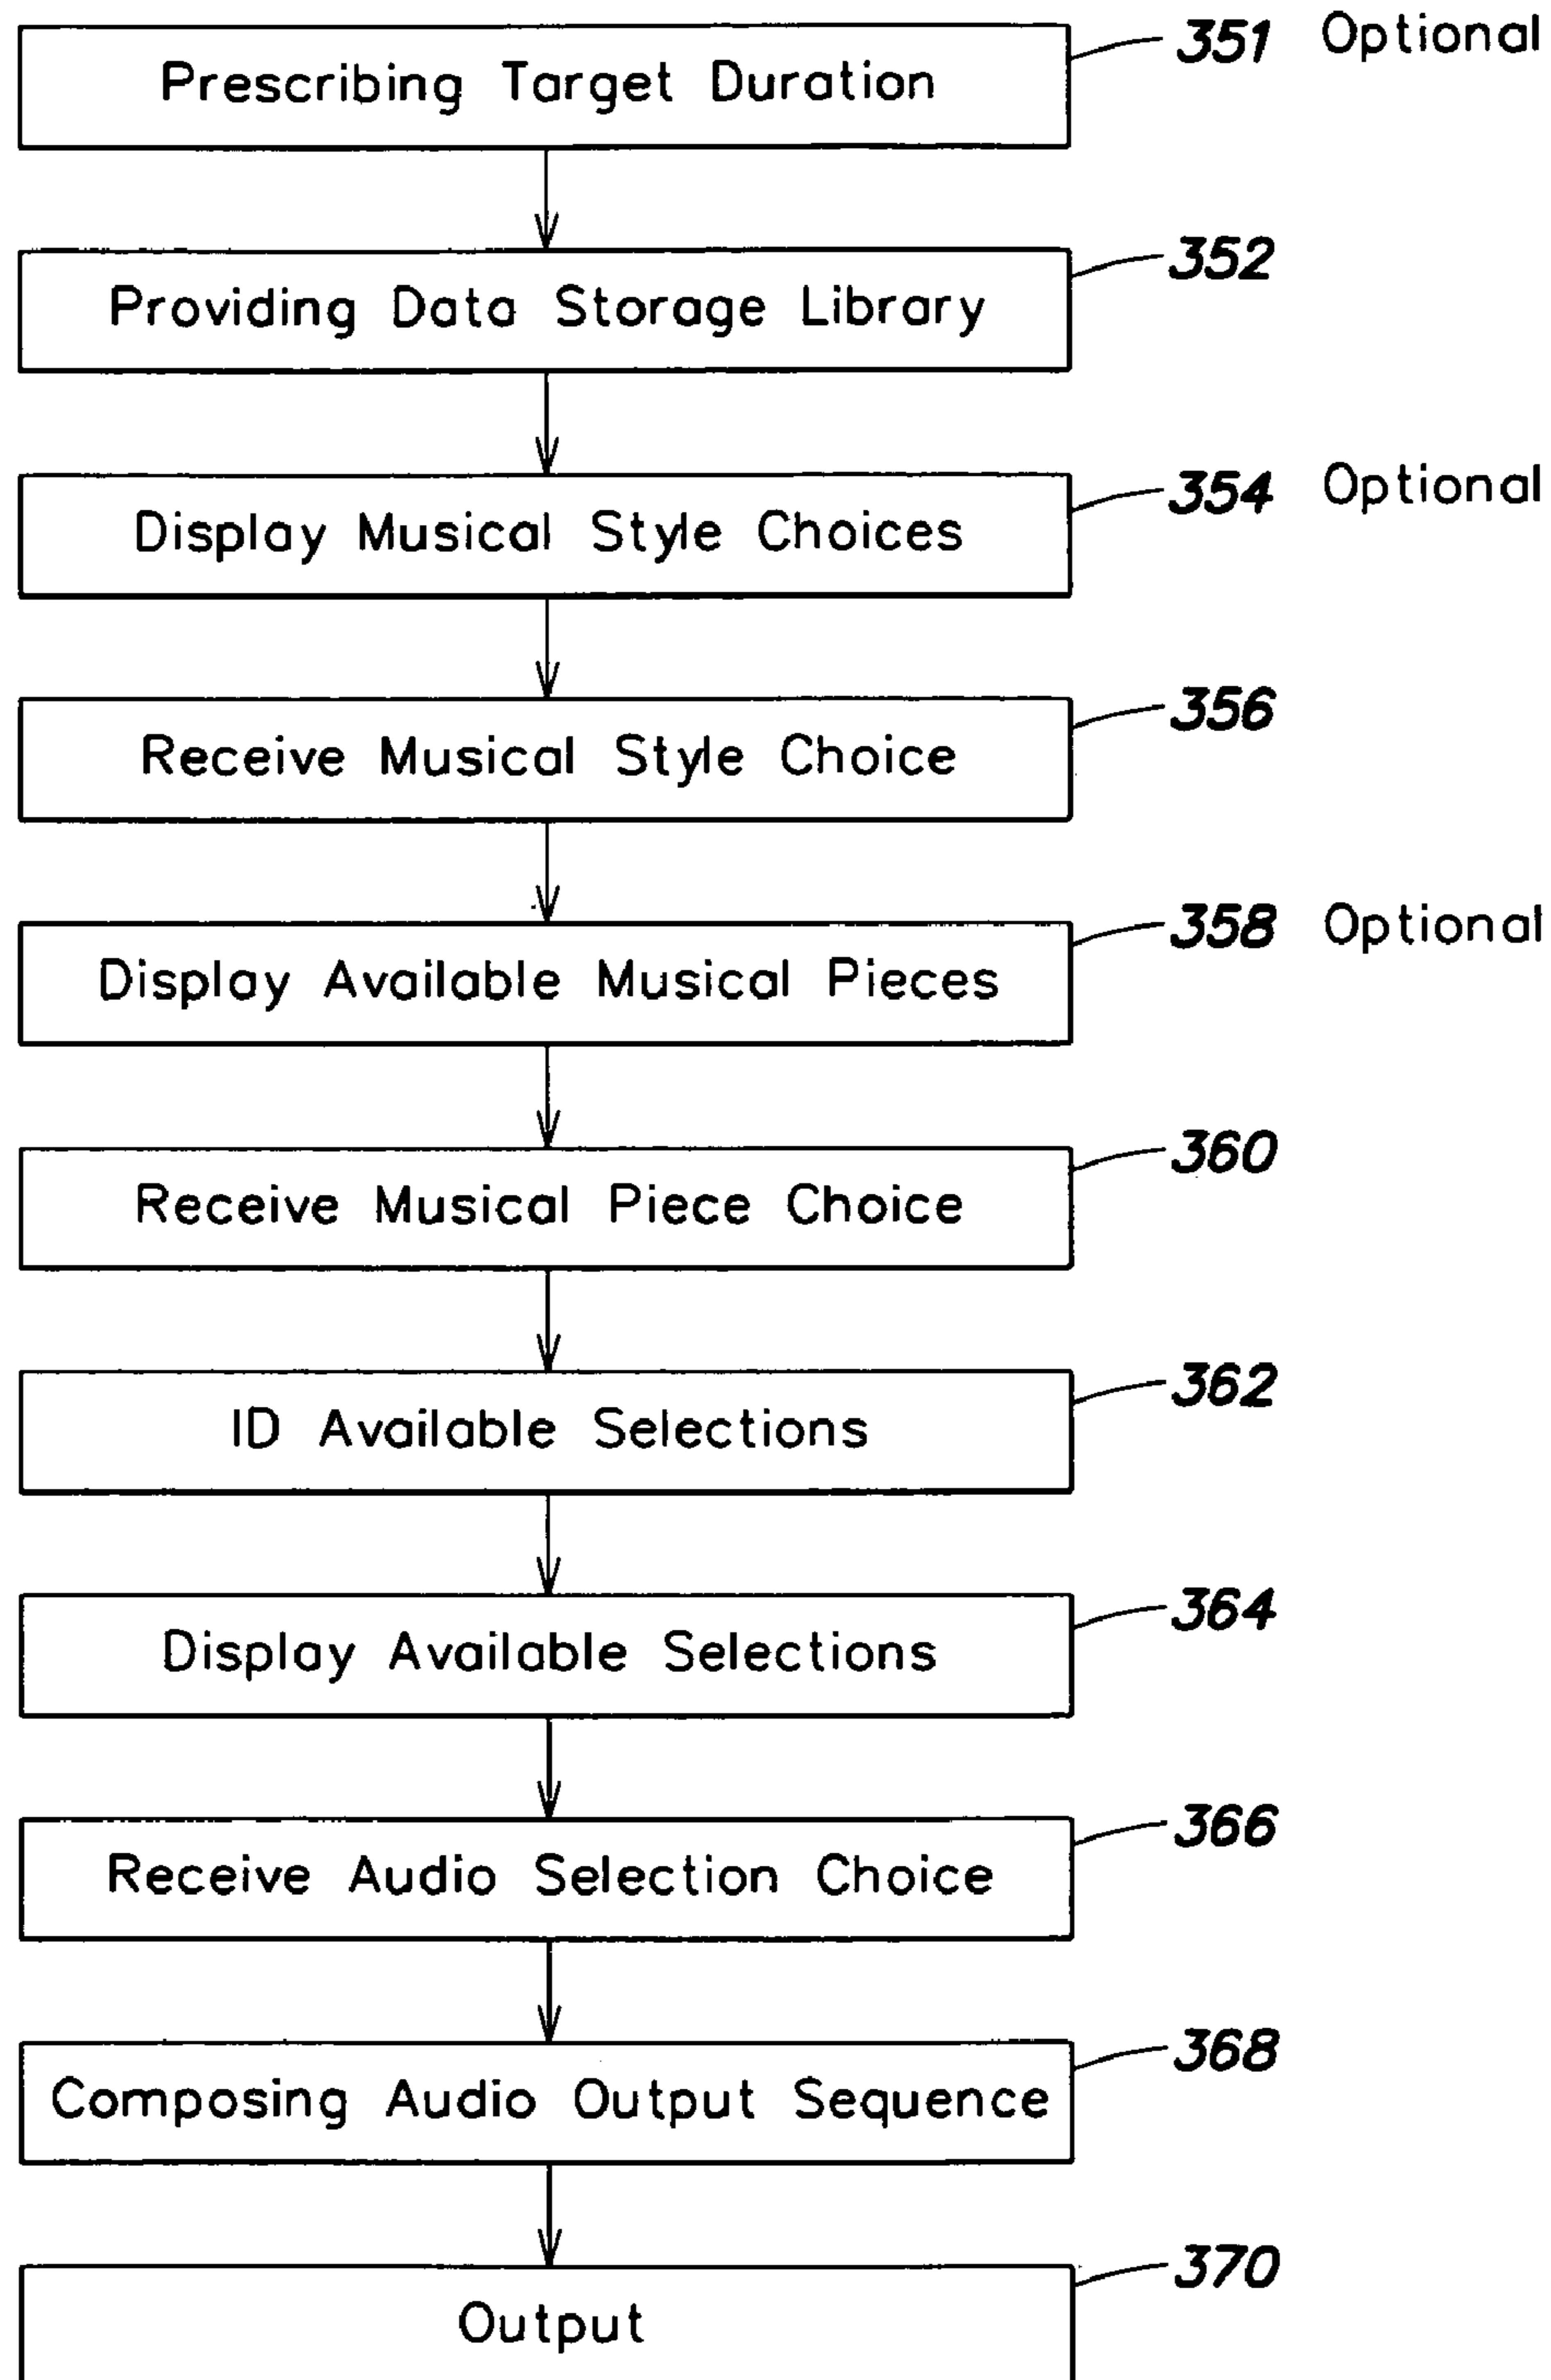 351 Optional
Prescribing Target Duration
352
Providing Data Storage Library
354 Optional
Display Musical Style Choices
356
Receive Musical Style Choice
358 Optional
Display Available Musical Pieces
360
Receive Musical Piece Choice
362
ID Available Selections
364
Display Available Selections
366
Receive Audio Selection Choice
368
Composing Audio Output Sequence
370
Output